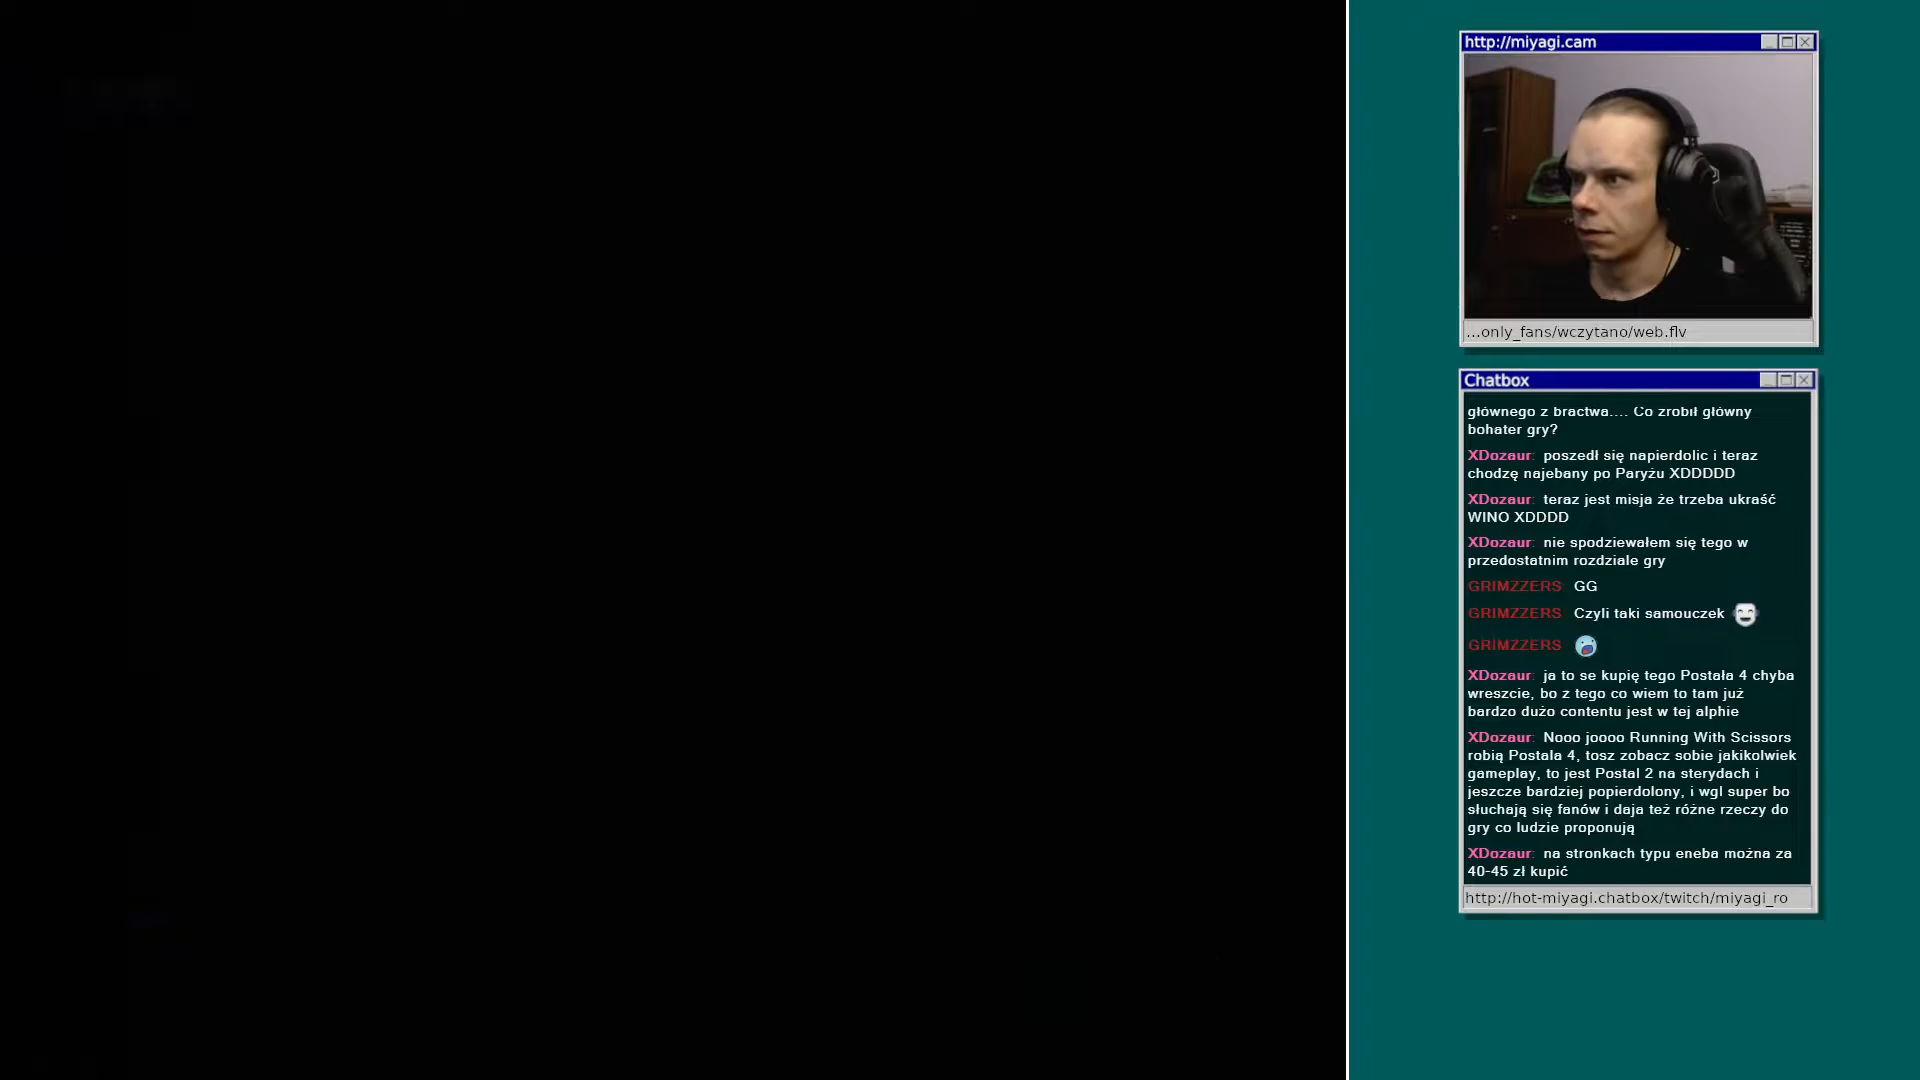 http://miyagi.cam
...only_fans/wczytano/web.flv
Chatbox
głównego z bractwa.... Co zrobił główny
bohater gry?
XDozaur: poszedł się napierdolic i teraz
chodzę najebany po Paryżu XDDDDD
XDozaur: teraz jest misja że trzeba ukraść
WINO XDDDD
XDozaur: nie spodziewałem się tego w
przedostatnim rozdziale gry
GRIMZZERS GG
GRIMZZERS Czyli taki samouczek
GRIMZZERS
XDozaur: ja to se kupię tego Postała 4 chyba
wreszcie, bo z tego co wiem to tam już
bardzo dużo contentu jest w tej alphie
XDozaur: Nooo joooo Running With Scissors
robią Postala 4, tosz zobacz sobie jakikolwiek
gameplay, to jest Postal 2 na sterydach i
jeszcze bardziej popierdolony, i wgl super bo
słuchają się fanów i daja też różne rzeczy do
gry co ludzie proponują
XDozaur: na stronkach typu eneba można za
40-45 zł kupić
http://hot-miyagi.chatbox/twitch/miyagi_ro